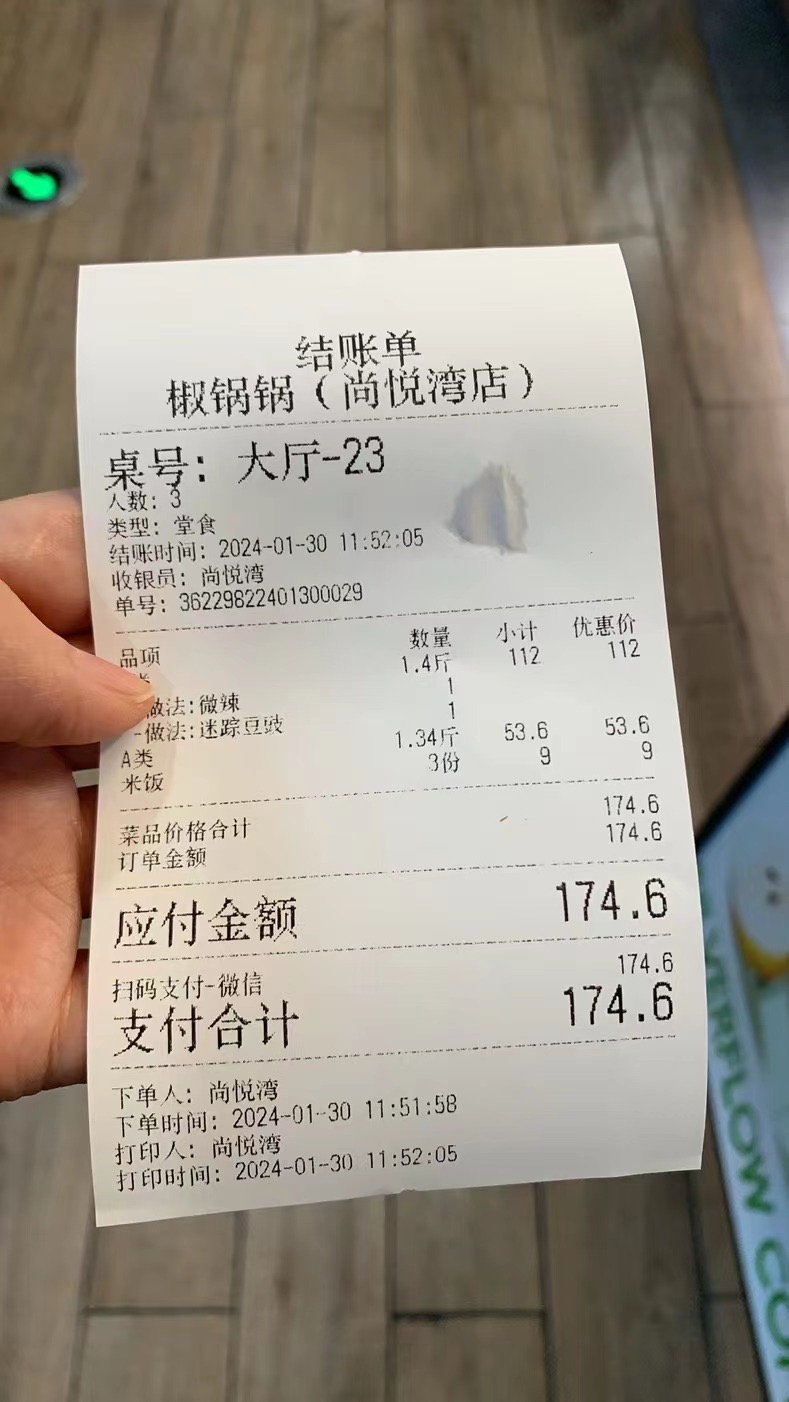 结账单
椒锅锅（尚悦湾店）
桌号：大厅-23
人数：3
类型：堂食
结账时间：2024-01-30 11:52:05
收银员：尚悦湾
单号：36229822401300029
品项 数量 小计 优惠价
类 1.4斤 112 112
做法:微辣 1
-做法:迷踪豆豉 1
A类 1.34斤 53.6 53.6
米饭 3份 9 9
菜品价格合计 174.6
订单金额 174.6
应付金额 174.6
扫码支付-微信 174.6
支付合计 174.6
下单人：尚悦湾
下单时间：2024-01-30 11:51:58
打印人：尚悦湾
打印时间：2024-01-30 11:52:05
VERFLOW CO